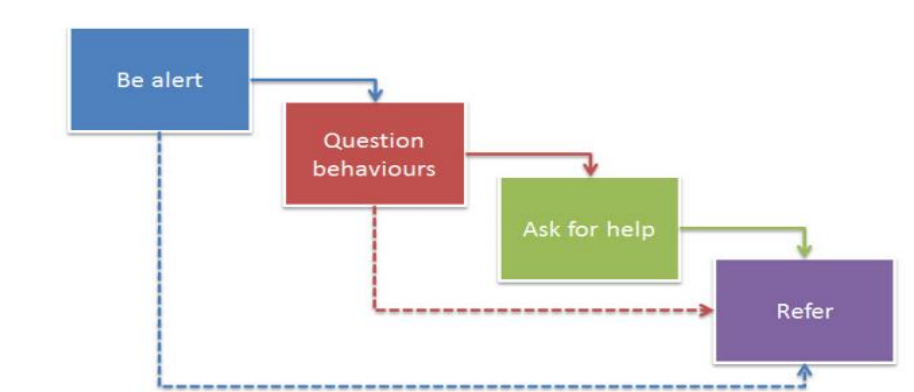 Be alert
Question
behaviours
Ask for help
Refer